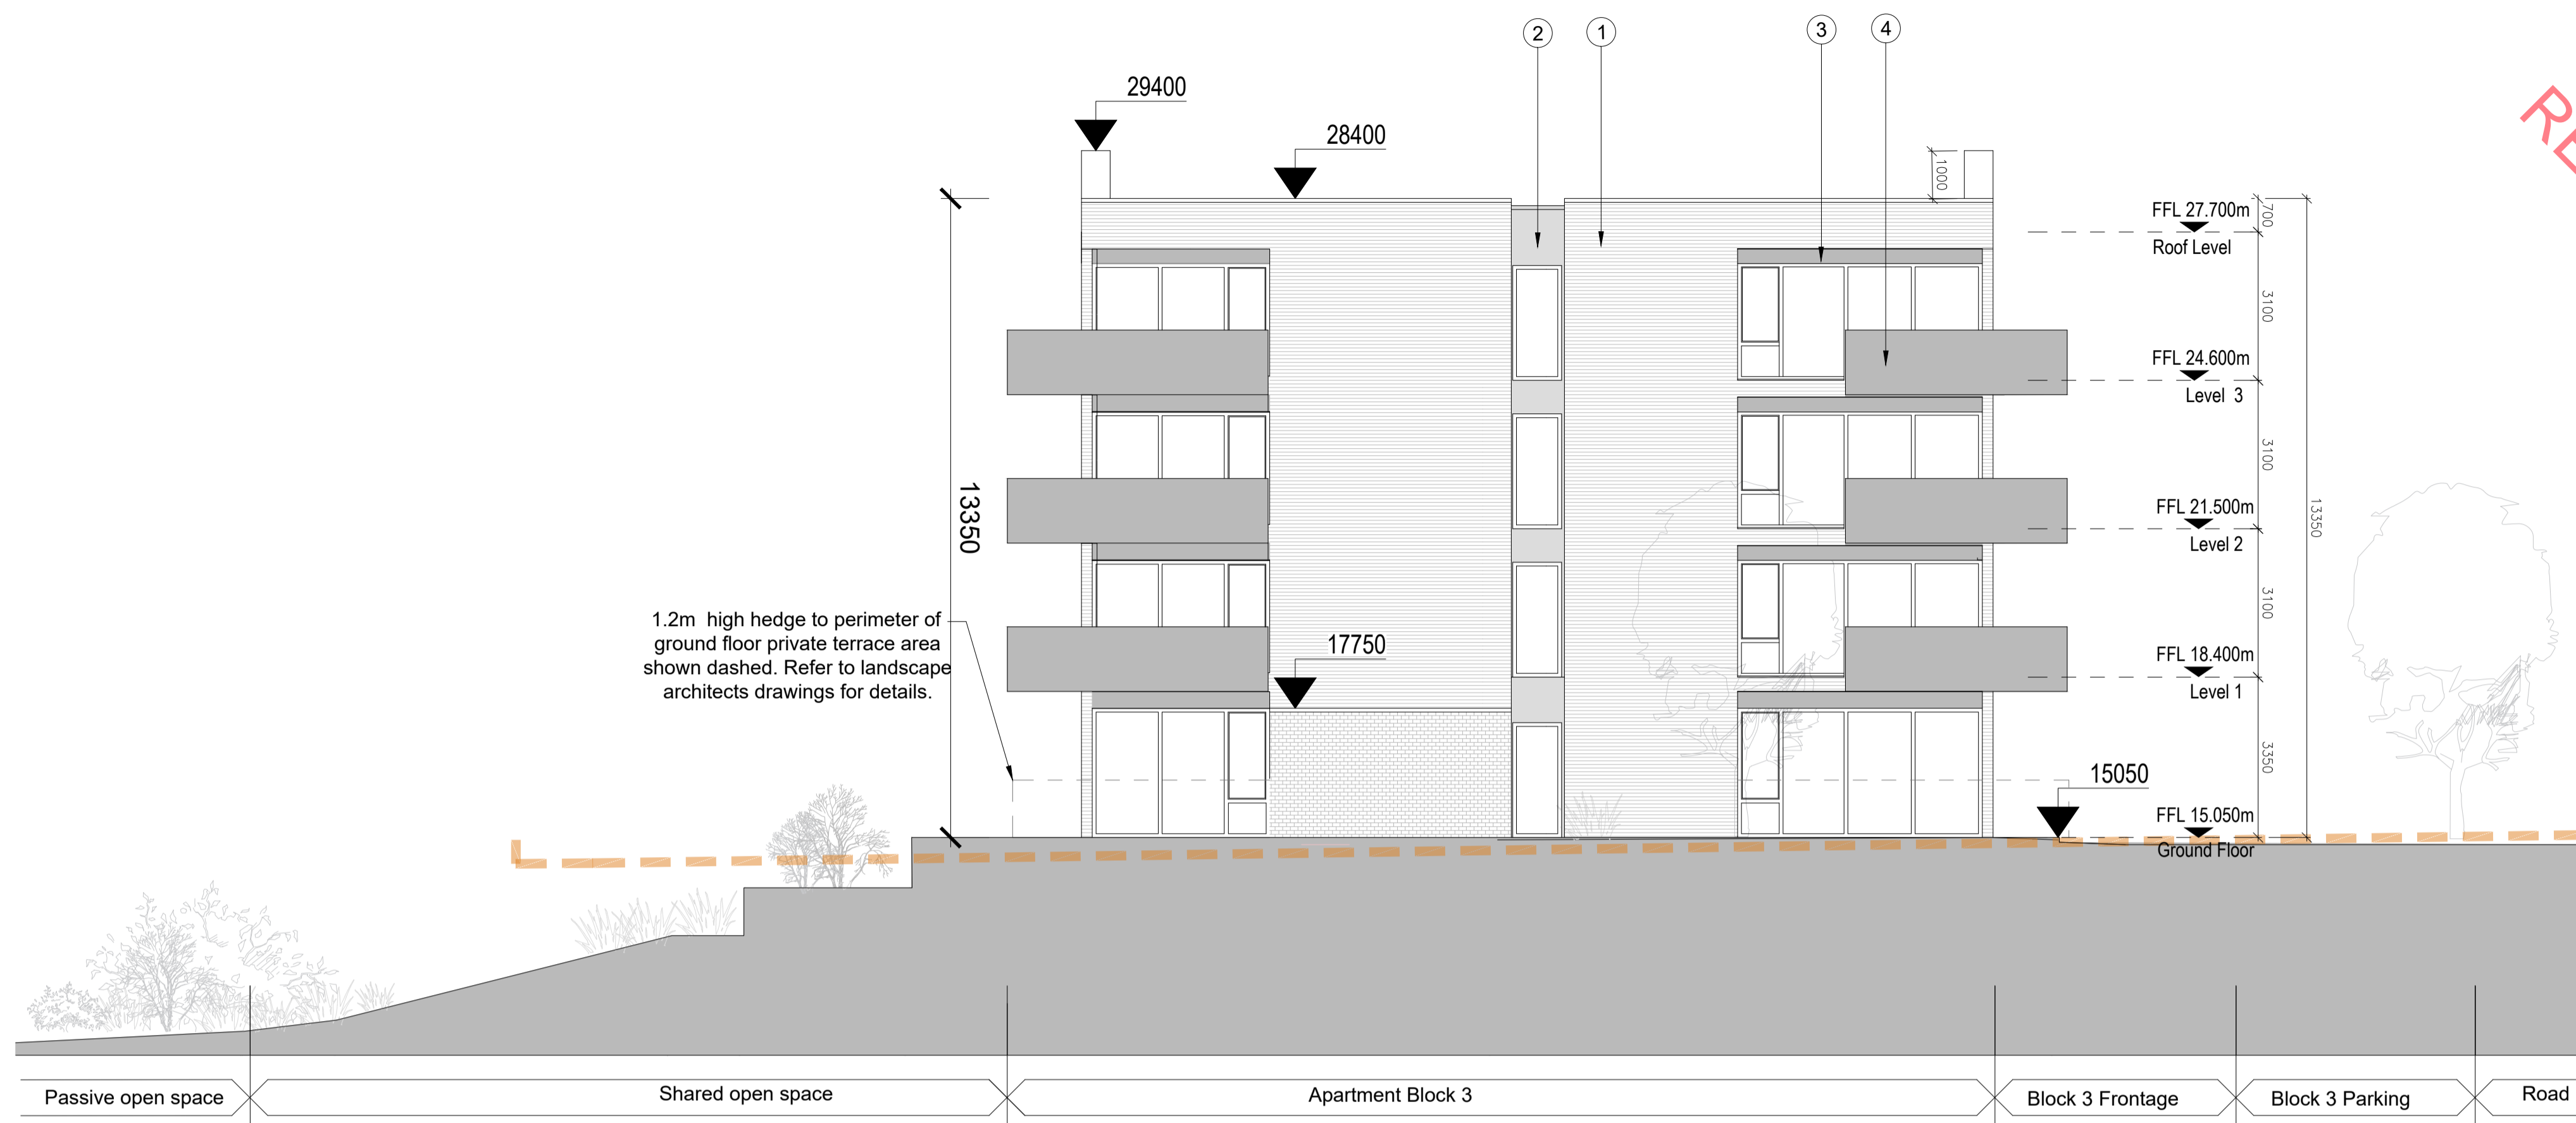 2
1
3
4
29400
28400
1000
FFL 27.700m
Roof Level
700
3100
FFL 24.600m
Level 3
3100
FFL 21.500m
Level 2
13350
13350
3100
1.2m high hedge to perimeter of
ground floor private terrace area
shown dashed. Refer to landscape
architects drawings for details.
17750
FFL 18.400m
Level 1
3350
15050
FFL 15.050m
Ground Floor
Passive open space
Shared open space
Apartment Block 3
Block 3 Frontage
Block 3 Parking
Road